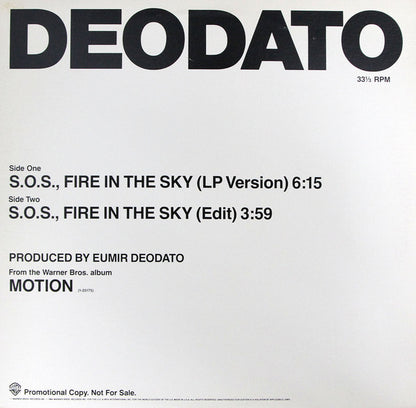 DEODATO
33⅓ RPM
Side One
S.O.S., FIRE IN THE SKY (LP Version) 6:15
Side Two
S.O.S., FIRE IN THE SKY (Edit) 3:59
PRODUCED BY EUMIR DEODATO
From the Warner Bros. album
MOTION (1-25175)
Promotional Copy. Not For Sale.